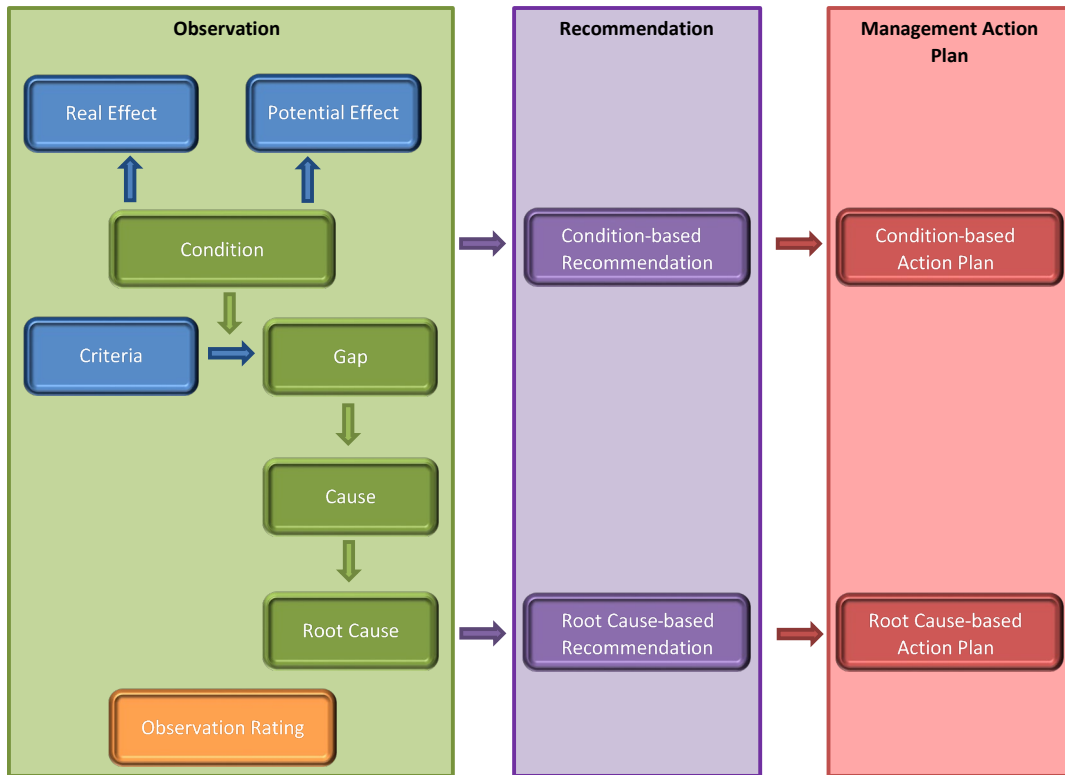 Observation
Real Effect
Potential Effect
Condition
Criteria
Gap
Cause
Root Cause
Observation Rating
Recommendation
Condition-based
Recommendation
Root Cause-based
Recommendation
Management Action
Plan
Condition-based
Action Plan
Root Cause-based
Action Plan